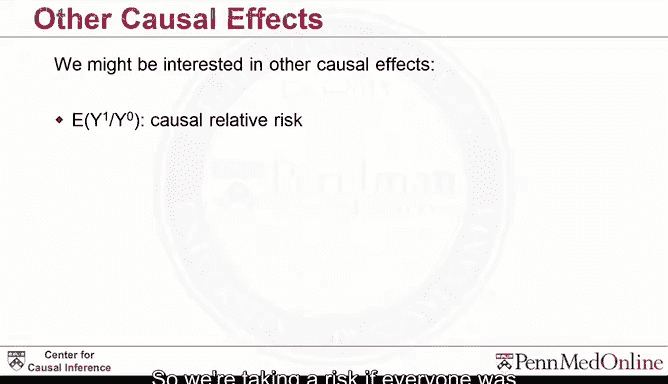 Other Causal Effects
We might be interested in other causal effects:
E(Y¹/Y⁰): causal relative risk
Center for
Causal Inference
PennMedOnline
So we're taking a risk if everyone was